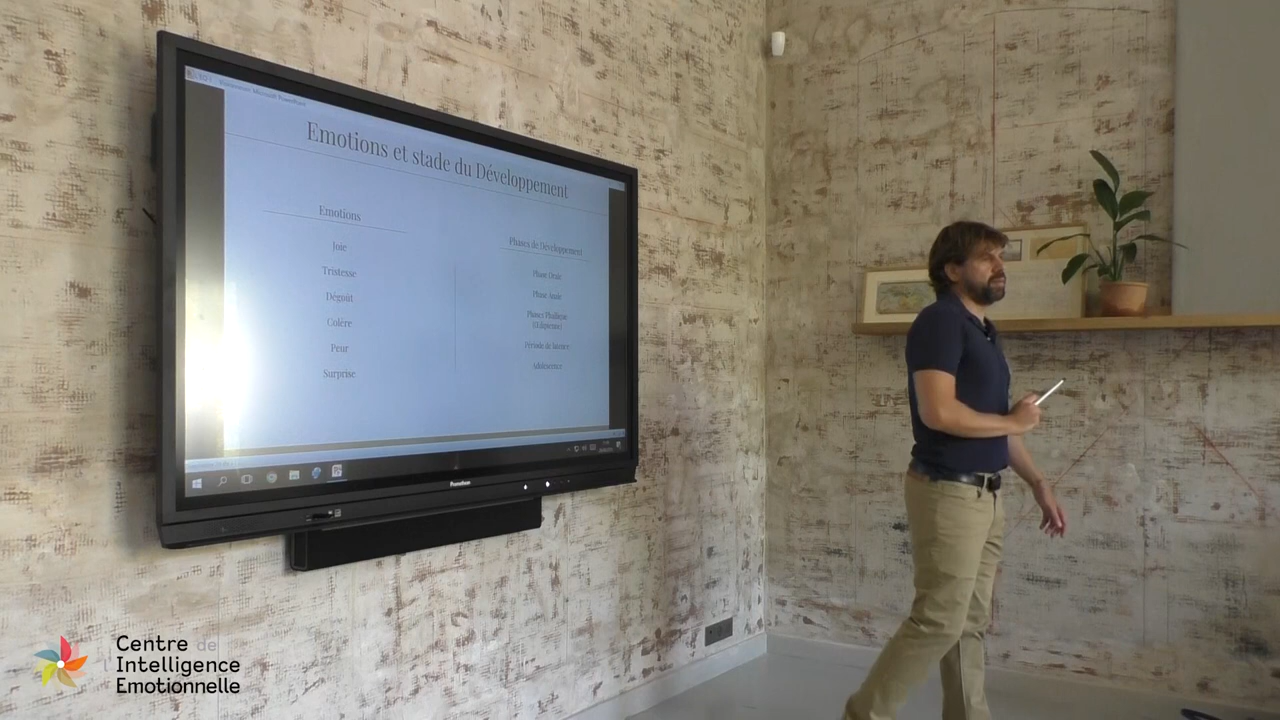 Emotions et stade du Développement
Emotions
Joie
Tristesse
Dégoût
Colère
Peur
Surprise
Phases de Développement
Phase Orale
Phase Anale
Phases Phallique
(Œdipienne)
Période de latence
Adolescence
Promethean
Centre de
Intelligence
Emotionnelle